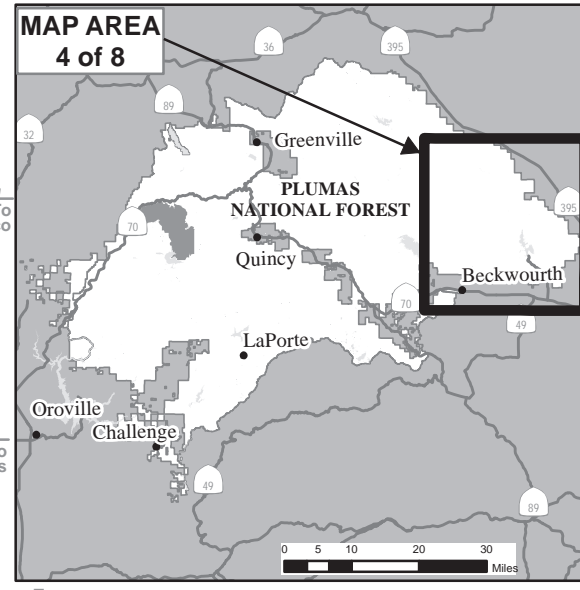 MAP AREA
4 of 8
36
395
89
32
Greenville
PLUMAS
NATIONAL FOREST
395
70
Quincy
Beckwourth
70
49
LaPorte
Oroville
Challenge
49
89
0 5 10 20 30
Miles